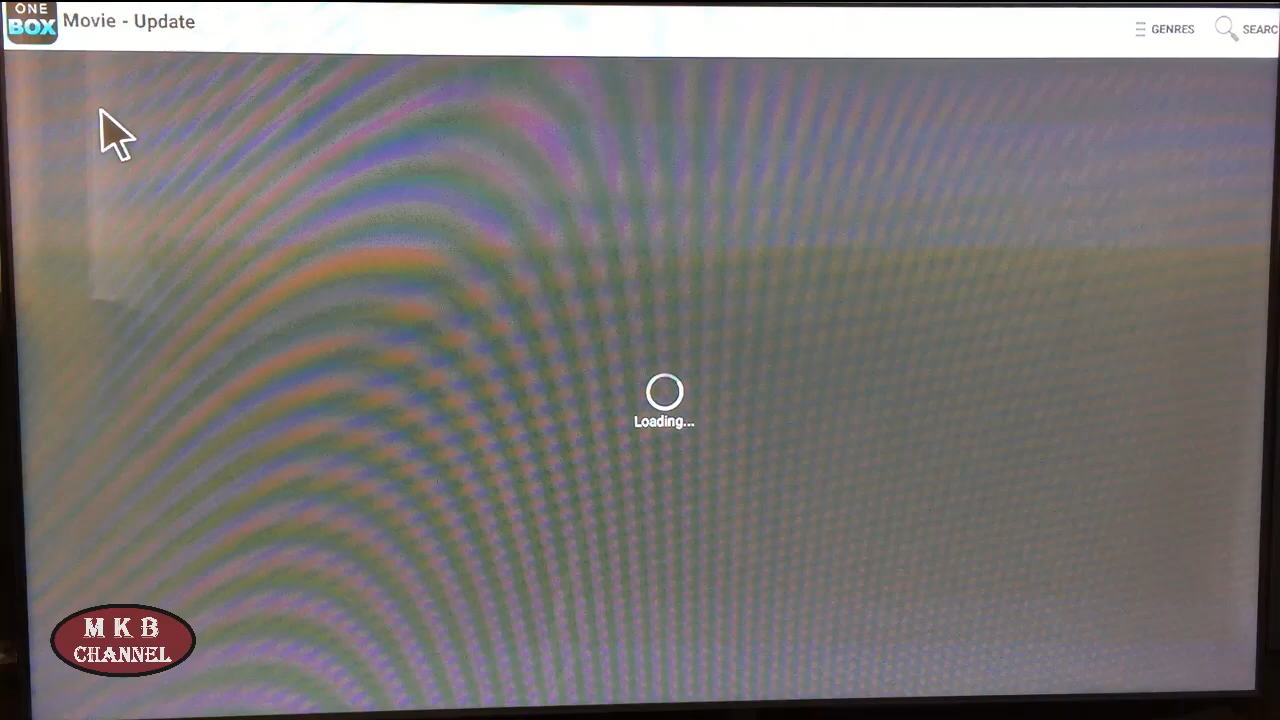 ONE
BOX
Movie - Update
GENRES
SEARC
Loading...
M K B
CHANNEL